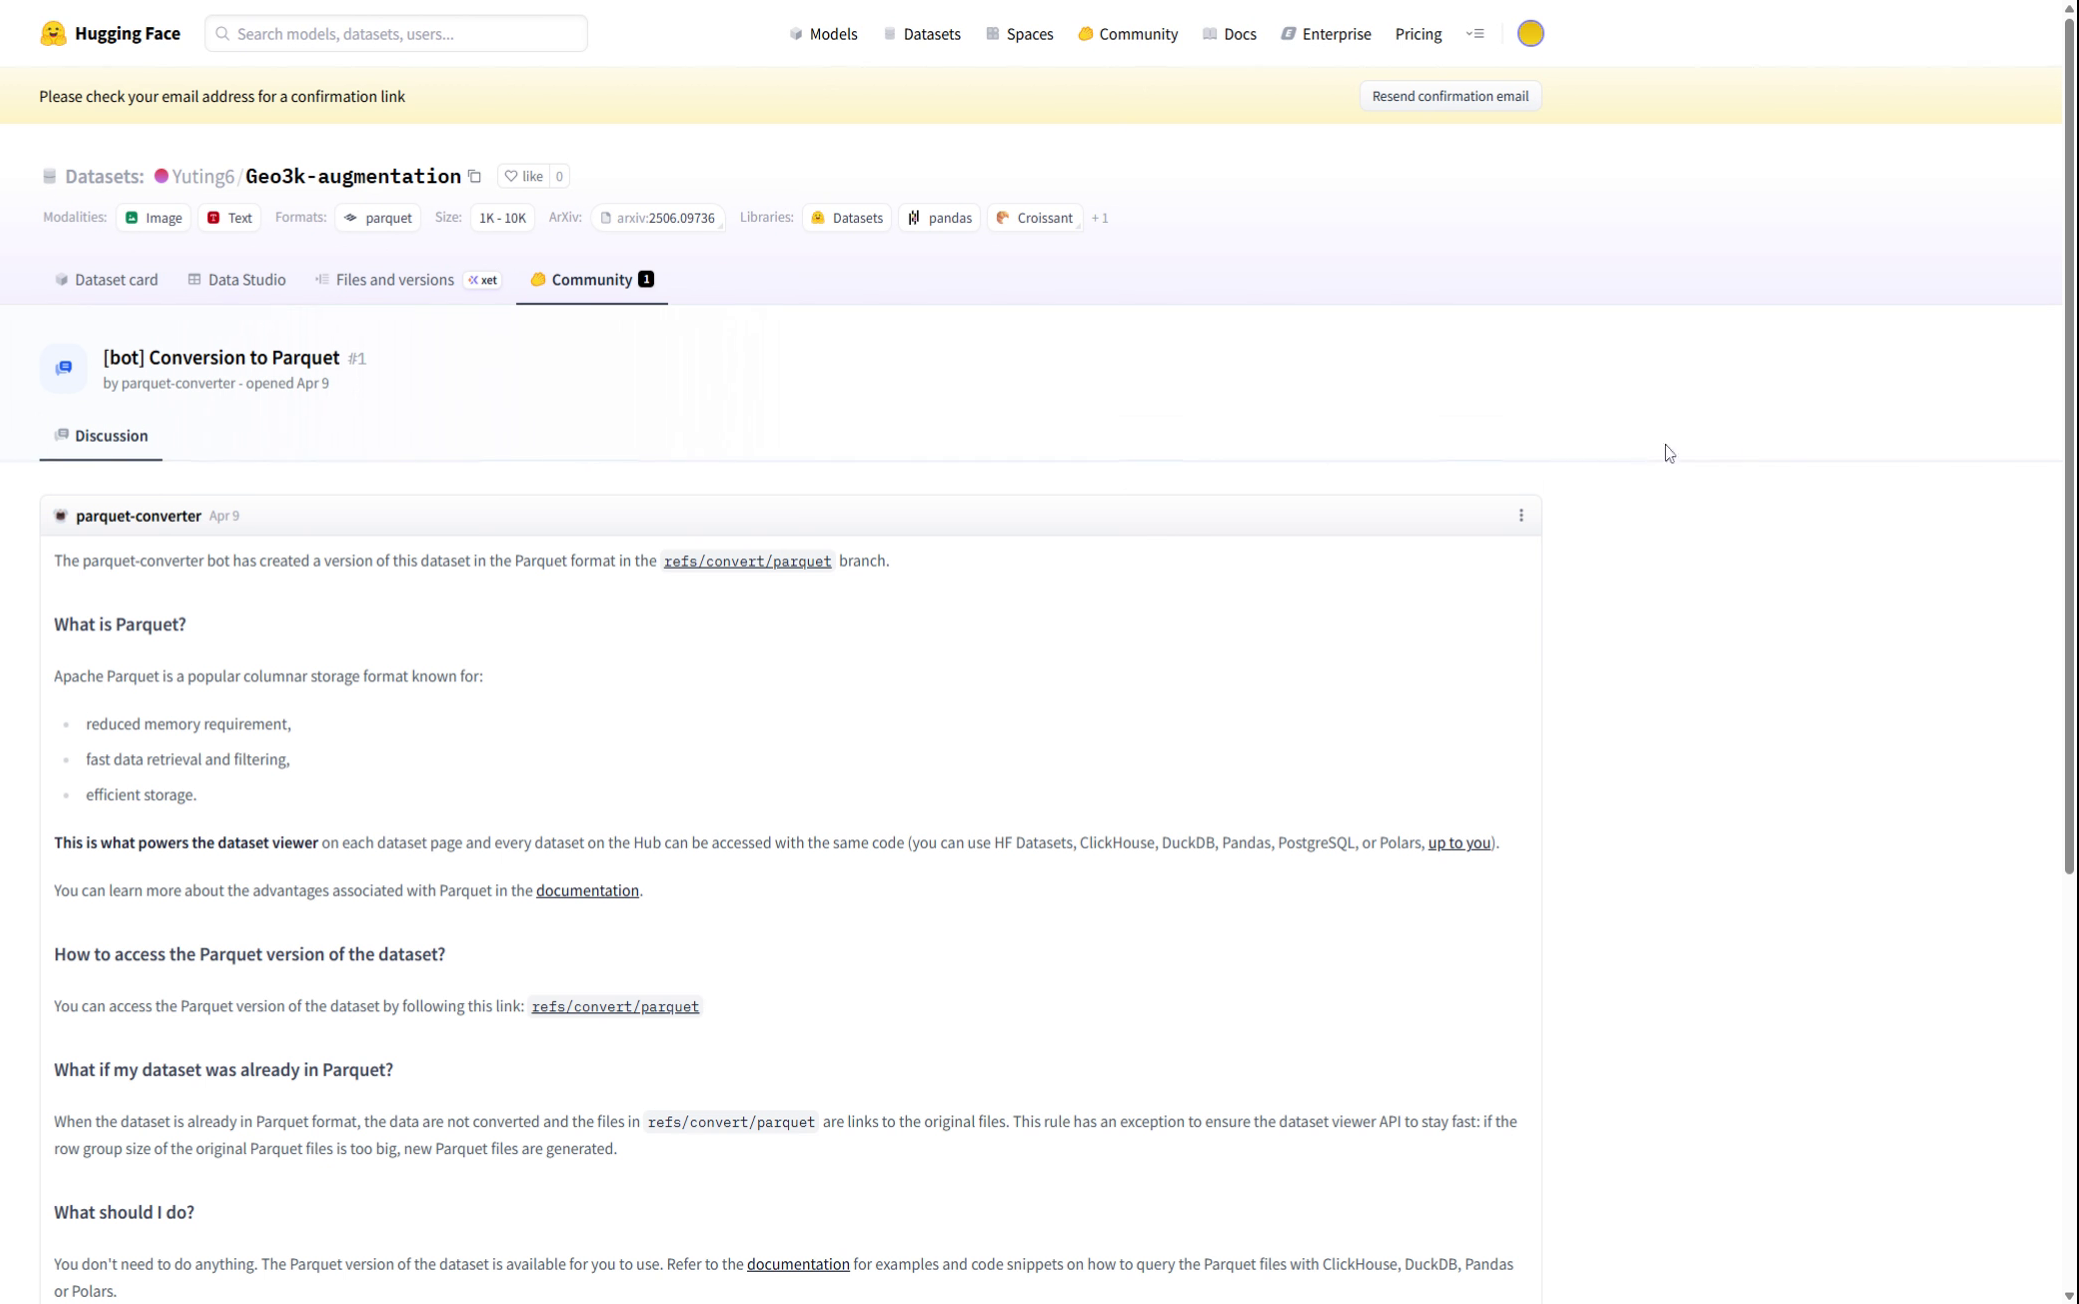 Hugging Face
Search models, datasets, users...
Models
Datasets
Spaces
Community
Docs
Enterprise
Pricing
Please check your email address for a confirmation link
Resend confirmation email
Datasets: Yuting6/Geo3k-augmentation
like 0
Modalities: Image Text Formats: parquet Size: 1K - 10K ArXiv: arxiv:2506.09736 Libraries: Datasets pandas Croissant + 1
Dataset card
Data Studio
Files and versions xet
Community 1
[bot] Conversion to Parquet #1
by parquet-converter - opened Apr 9
Discussion
parquet-converter Apr 9
The parquet-converter bot has created a version of this dataset in the Parquet format in the refs/convert/parquet branch.
What is Parquet?
Apache Parquet is a popular columnar storage format known for:
reduced memory requirement,
fast data retrieval and filtering,
efficient storage.
This is what powers the dataset viewer on each dataset page and every dataset on the Hub can be accessed with the same code (you can use HF Datasets, ClickHouse, DuckDB, Pandas, PostgreSQL, or Polars, up to you).
You can learn more about the advantages associated with Parquet in the documentation.
How to access the Parquet version of the dataset?
You can access the Parquet version of the dataset by following this link: refs/convert/parquet
What if my dataset was already in Parquet?
When the dataset is already in Parquet format, the data are not converted and the files in refs/convert/parquet are links to the original files. This rule has an exception to ensure the dataset viewer API to stay fast: if the
row group size of the original Parquet files is too big, new Parquet files are generated.
What should I do?
You don't need to do anything. The Parquet version of the dataset is available for you to use. Refer to the documentation for examples and code snippets on how to query the Parquet files with ClickHouse, DuckDB, Pandas
or Polars.